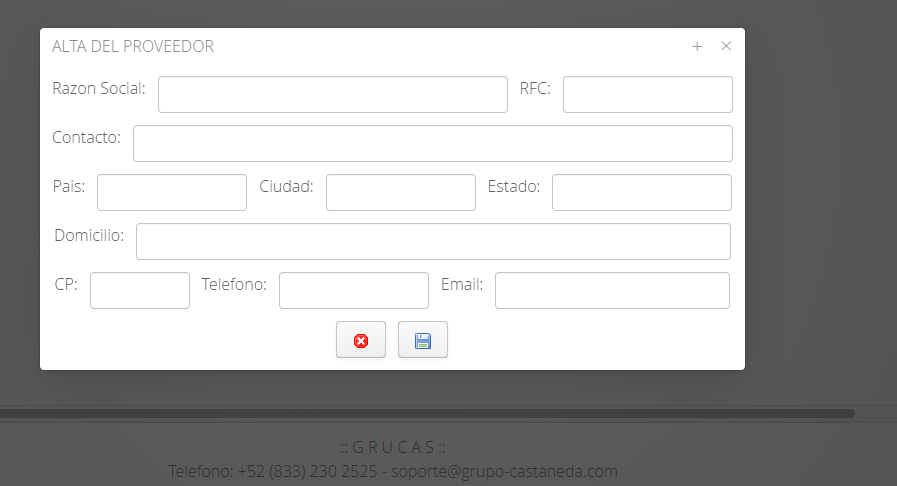 ALTA DEL PROVEEDOR
Razon Social: RFC:
Contacto:
Pais: Ciudad: Estado:
Domicilio:
CP: Telefono: Email:
:: G R U C A S ::
Telefono: +52 (833) 230 2525 - soporte@grupo-castaneda.com